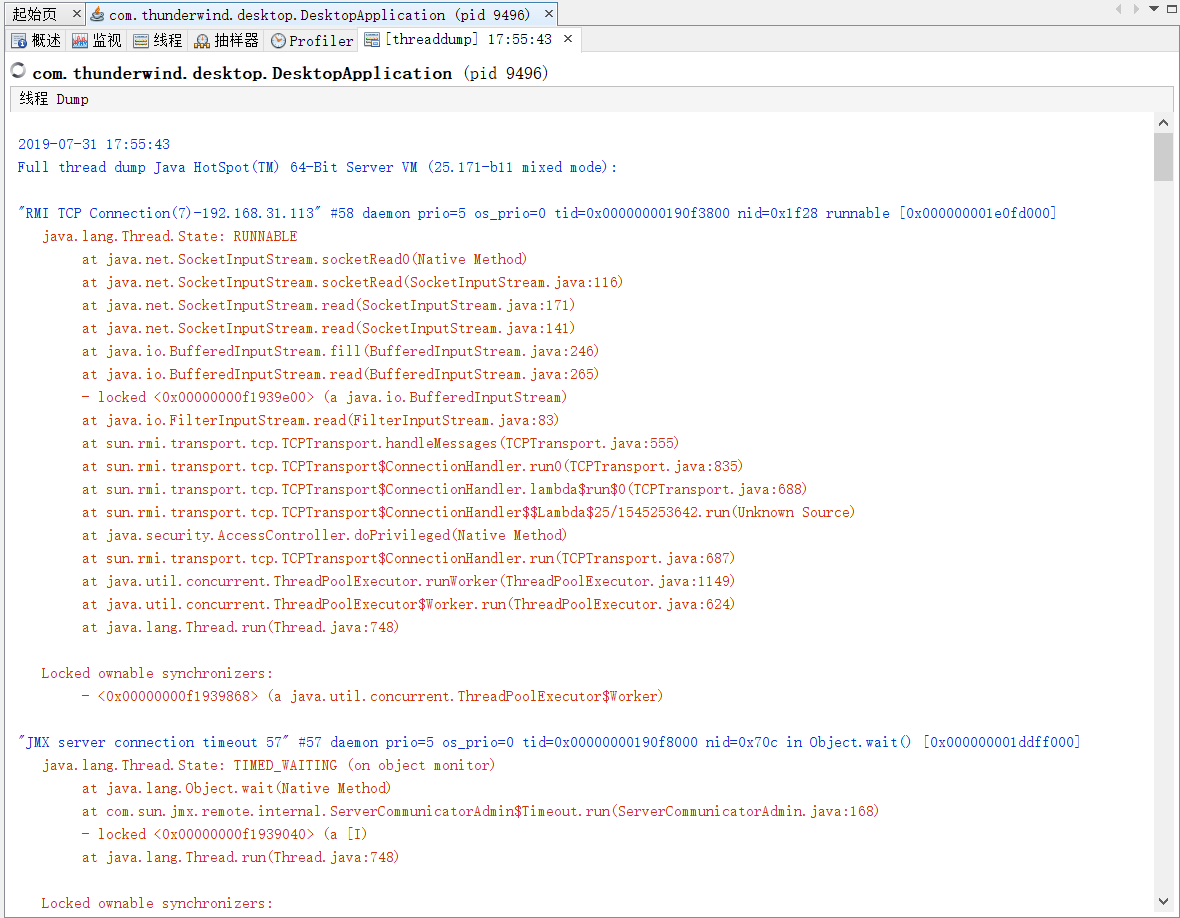 起始页
com.thunderwind.desktop.DesktopApplication (pid 9496)
概述 监视 线程 抽样器 Profiler [threaddump] 17:55:43
com.thunderwind.desktop.DesktopApplication (pid 9496)
线程 Dump
2019-07-31 17:55:43
Full thread dump Java HotSpot(TM) 64-Bit Server VM (25.171-b11 mixed mode):
"RMI TCP Connection(7)-192.168.31.113" #58 daemon prio=5 os_prio=0 tid=0x00000000190f3800 nid=0x1f28 runnable [0x000000001e0fd000]
java.lang.Thread.State: RUNNABLE
at java.net.SocketInputStream.socketRead0(Native Method)
at java.net.SocketInputStream.socketRead(SocketInputStream.java:116)
at java.net.SocketInputStream.read(SocketInputStream.java:171)
at java.net.SocketInputStream.read(SocketInputStream.java:141)
at java.io.BufferedInputStream.fill(BufferedInputStream.java:246)
at java.io.BufferedInputStream.read(BufferedInputStream.java:265)
- locked <0x00000000f1939e00> (a java.io.BufferedInputStream)
at java.io.FilterInputStream.read(FilterInputStream.java:83)
at sun.rmi.transport.tcp.TCPTransport.handleMessages(TCPTransport.java:555)
at sun.rmi.transport.tcp.TCPTransport$ConnectionHandler.run0(TCPTransport.java:835)
at sun.rmi.transport.tcp.TCPTransport$ConnectionHandler.lambda$run$0(TCPTransport.java:688)
at sun.rmi.transport.tcp.TCPTransport$ConnectionHandler$$Lambda$25/1545253642.run(Unknown Source)
at java.security.AccessController.doPrivileged(Native Method)
at sun.rmi.transport.tcp.TCPTransport$ConnectionHandler.run(TCPTransport.java:687)
at java.util.concurrent.ThreadPoolExecutor.runWorker(ThreadPoolExecutor.java:1149)
at java.util.concurrent.ThreadPoolExecutor$Worker.run(ThreadPoolExecutor.java:624)
at java.lang.Thread.run(Thread.java:748)
Locked ownable synchronizers:
- <0x00000000f1939868> (a java.util.concurrent.ThreadPoolExecutor$Worker)
"JMX server connection timeout 57" #57 daemon prio=5 os_prio=0 tid=0x00000000190f8000 nid=0x70c in Object.wait() [0x000000001ddff000]
java.lang.Thread.State: TIMED_WAITING (on object monitor)
at java.lang.Object.wait(Native Method)
at com.sun.jmx.remote.internal.ServerCommunicatorAdmin$Timeout.run(ServerCommunicatorAdmin.java:168)
- locked <0x00000000f1939040> (a [I)
at java.lang.Thread.run(Thread.java:748)
Locked ownable synchronizers: